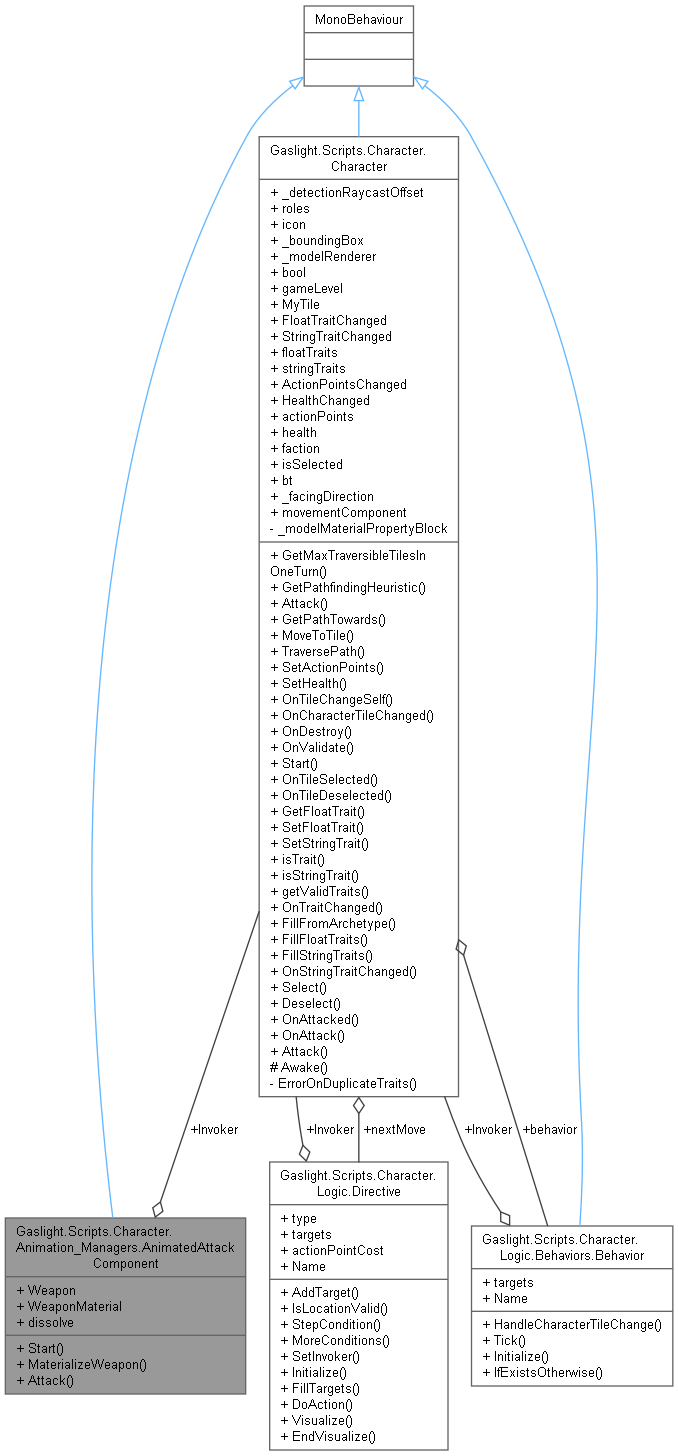 MonoBehaviour
Gaslight.Scripts.Character.
Character
+ _detectionRaycastOffset
+ roles
+ icon
+ _boundingBox
+ _modelRenderer
+ bool
+ gameLevel
+ MyTile
+ FloatTraitChanged
+ StringTraitChanged
+ floatTraits
+ stringTraits
+ ActionPointsChanged
+ HealthChanged
+ actionPoints
+ health
+ faction
+ isSelected
+ bt
+ _facingDirection
+ movementComponent
- _modelMaterialPropertyBlock
+ GetMaxTraversibleTilesIn
OneTurn()
+ GetPathfindingHeuristic()
+ Attack()
+ GetPathTowards()
+ MoveToTile()
+ TraversePath()
+ SetActionPoints()
+ SetHealth()
+ OnTileChangeSelf()
+ OnCharacterTileChanged()
+ OnDestroy()
+ OnValidate()
+ Start()
+ OnTileSelected()
+ OnTileDeselected()
+ GetFloatTrait()
+ SetFloatTrait()
+ SetStringTrait()
+ isTrait()
+ isStringTrait()
+ getValidTraits()
+ OnTraitChanged()
+ FillFromArchetype()
+ FillFloatTraits()
+ FillStringTraits()
+ OnStringTraitChanged()
+ Select()
+ Deselect()
+ OnAttacked()
+ OnAttack()
+ Attack()
# Awake()
- ErrorOnDuplicateTraits()
+Invoker
+Invoker
+nextMove
+Invoker
+behavior
Gaslight.Scripts.Character.
Animation_Managers.AnimatedAttack
Component
+ Weapon
+ WeaponMaterial
+ dissolve
+ Start()
+ MaterializeWeapon()
+ Attack()
Gaslight.Scripts.Character.
Logic.Directive
+ type
+ targets
+ actionPointCost
+ Name
+ AddTarget()
+ IsLocationValid()
+ StepCondition()
+ MoreConditions()
+ SetInvoker()
+ Initialize()
+ FillTargets()
+ DoAction()
+ Visualize()
+ EndVisualize()
Gaslight.Scripts.Character.
Logic.Behaviors.Behavior
+ targets
+ Name
+ HandleCharacterTileChange()
+ Tick()
+ Initialize()
+ IfExistsOtherwise()